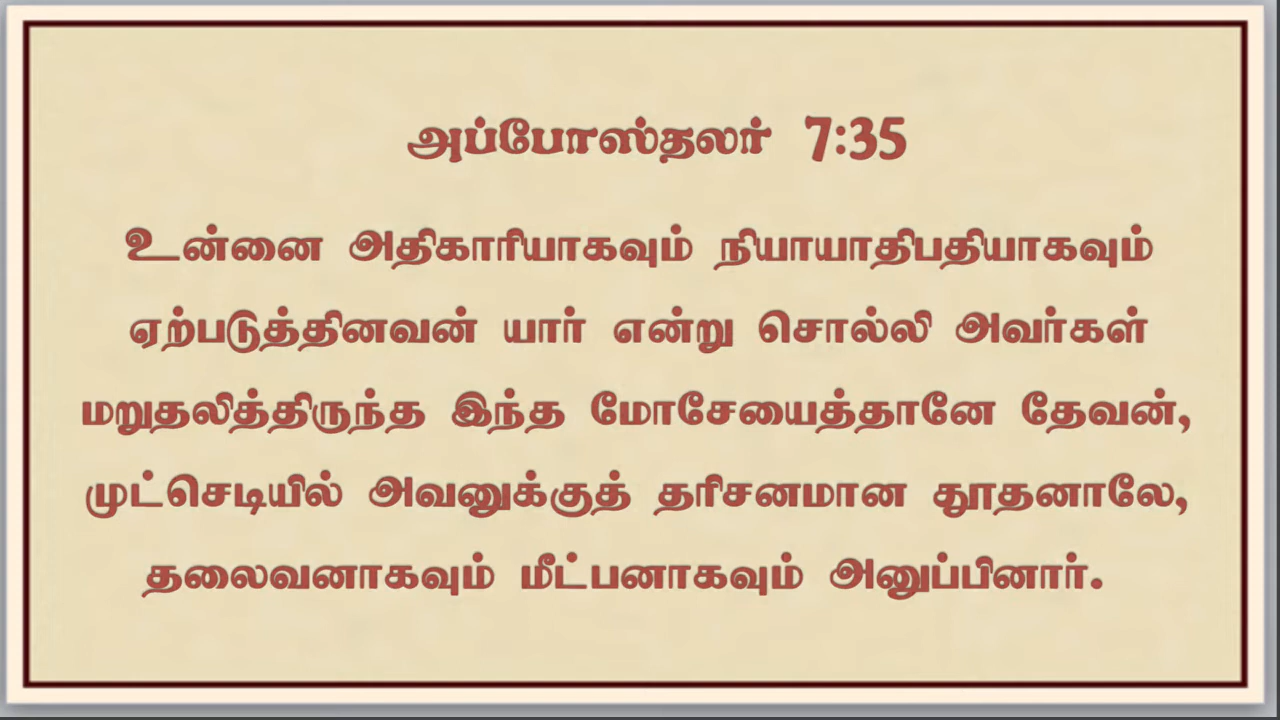 அப்போஸ்தலர் 7:35
உன்னை அதிகாரியாகவும் நியாயாதிபதியாகவும்
ஏற்படுத்தினவன் யார் என்று சொல்லி அவர்கள்
மறுதலித்திருந்த இந்த மோசேயைத்தானே தேவன்,
முட்செடியில் அவனுக்குத் தரிசனமான தூதனாலே,
தலைவனாகவும் மீட்பனாகவும் அனுப்பினார்.